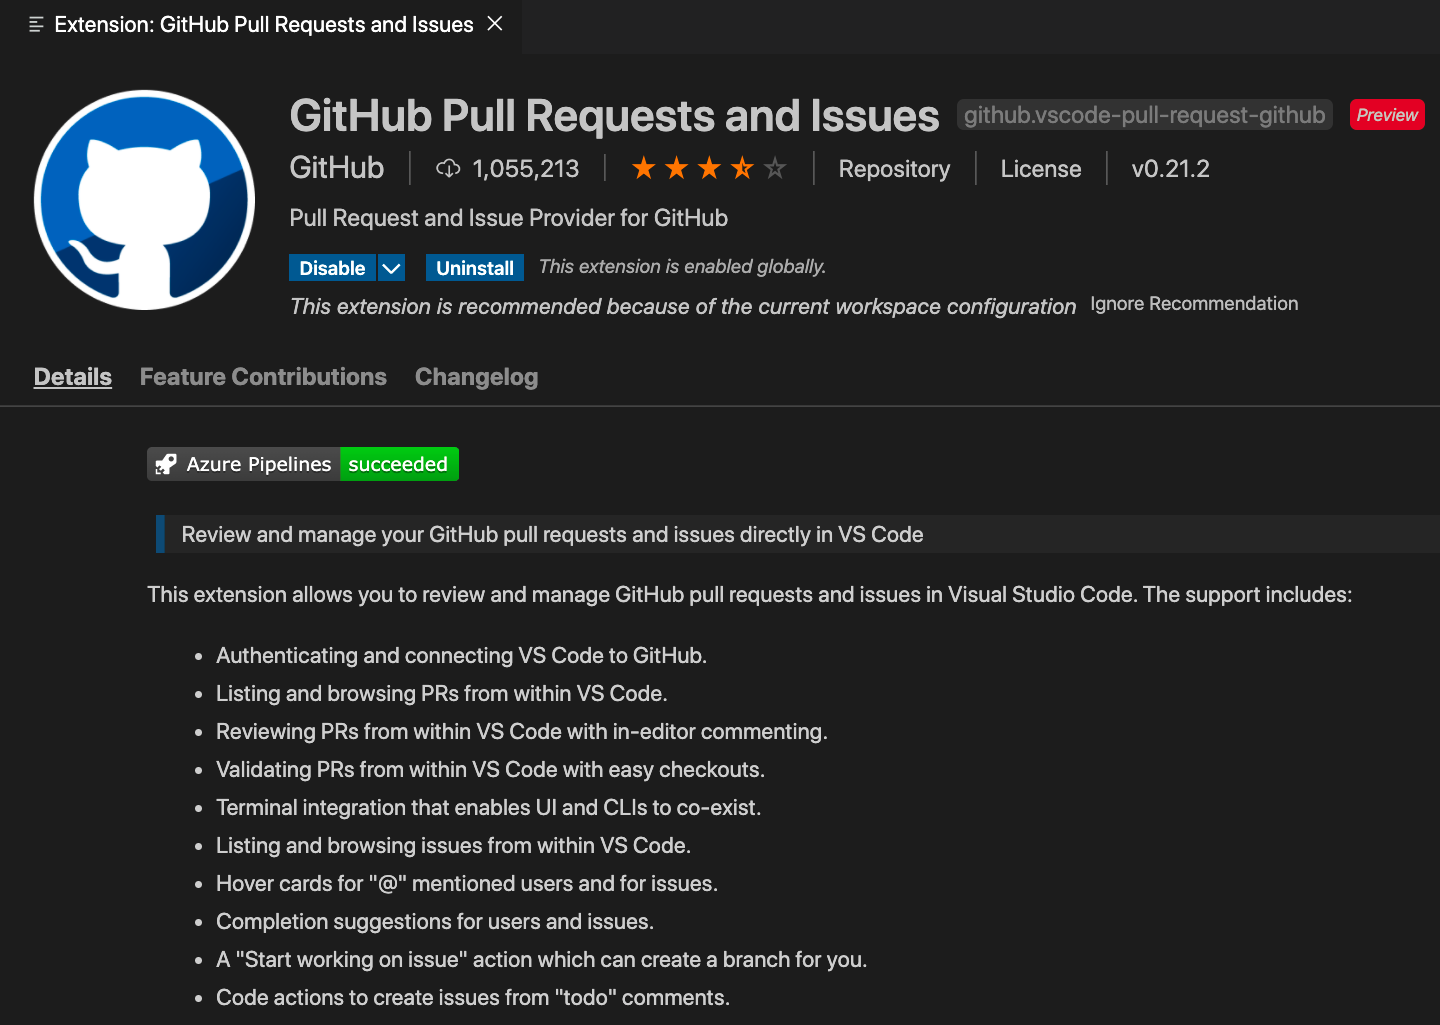 Extension: GitHub Pull Requests and Issues
GitHub Pull Requests and Issues github.vscode-pull-request-github Preview
GitHub 1,055,213 Repository License v0.21.2
Pull Request and Issue Provider for GitHub
Disable Uninstall This extension is enabled globally.
This extension is recommended because of the current workspace configuration Ignore Recommendation
Details Feature Contributions Changelog
Azure Pipelines succeeded
Review and manage your GitHub pull requests and issues directly in VS Code
This extension allows you to review and manage GitHub pull requests and issues in Visual Studio Code. The support includes:
• Authenticating and connecting VS Code to GitHub.
• Listing and browsing PRs from within VS Code.
• Reviewing PRs from within VS Code with in-editor commenting.
• Validating PRs from within VS Code with easy checkouts.
• Terminal integration that enables UI and CLIs to co-exist.
• Listing and browsing issues from within VS Code.
• Hover cards for "@" mentioned users and for issues.
• Completion suggestions for users and issues.
• A "Start working on issue" action which can create a branch for you.
• Code actions to create issues from "todo" comments.